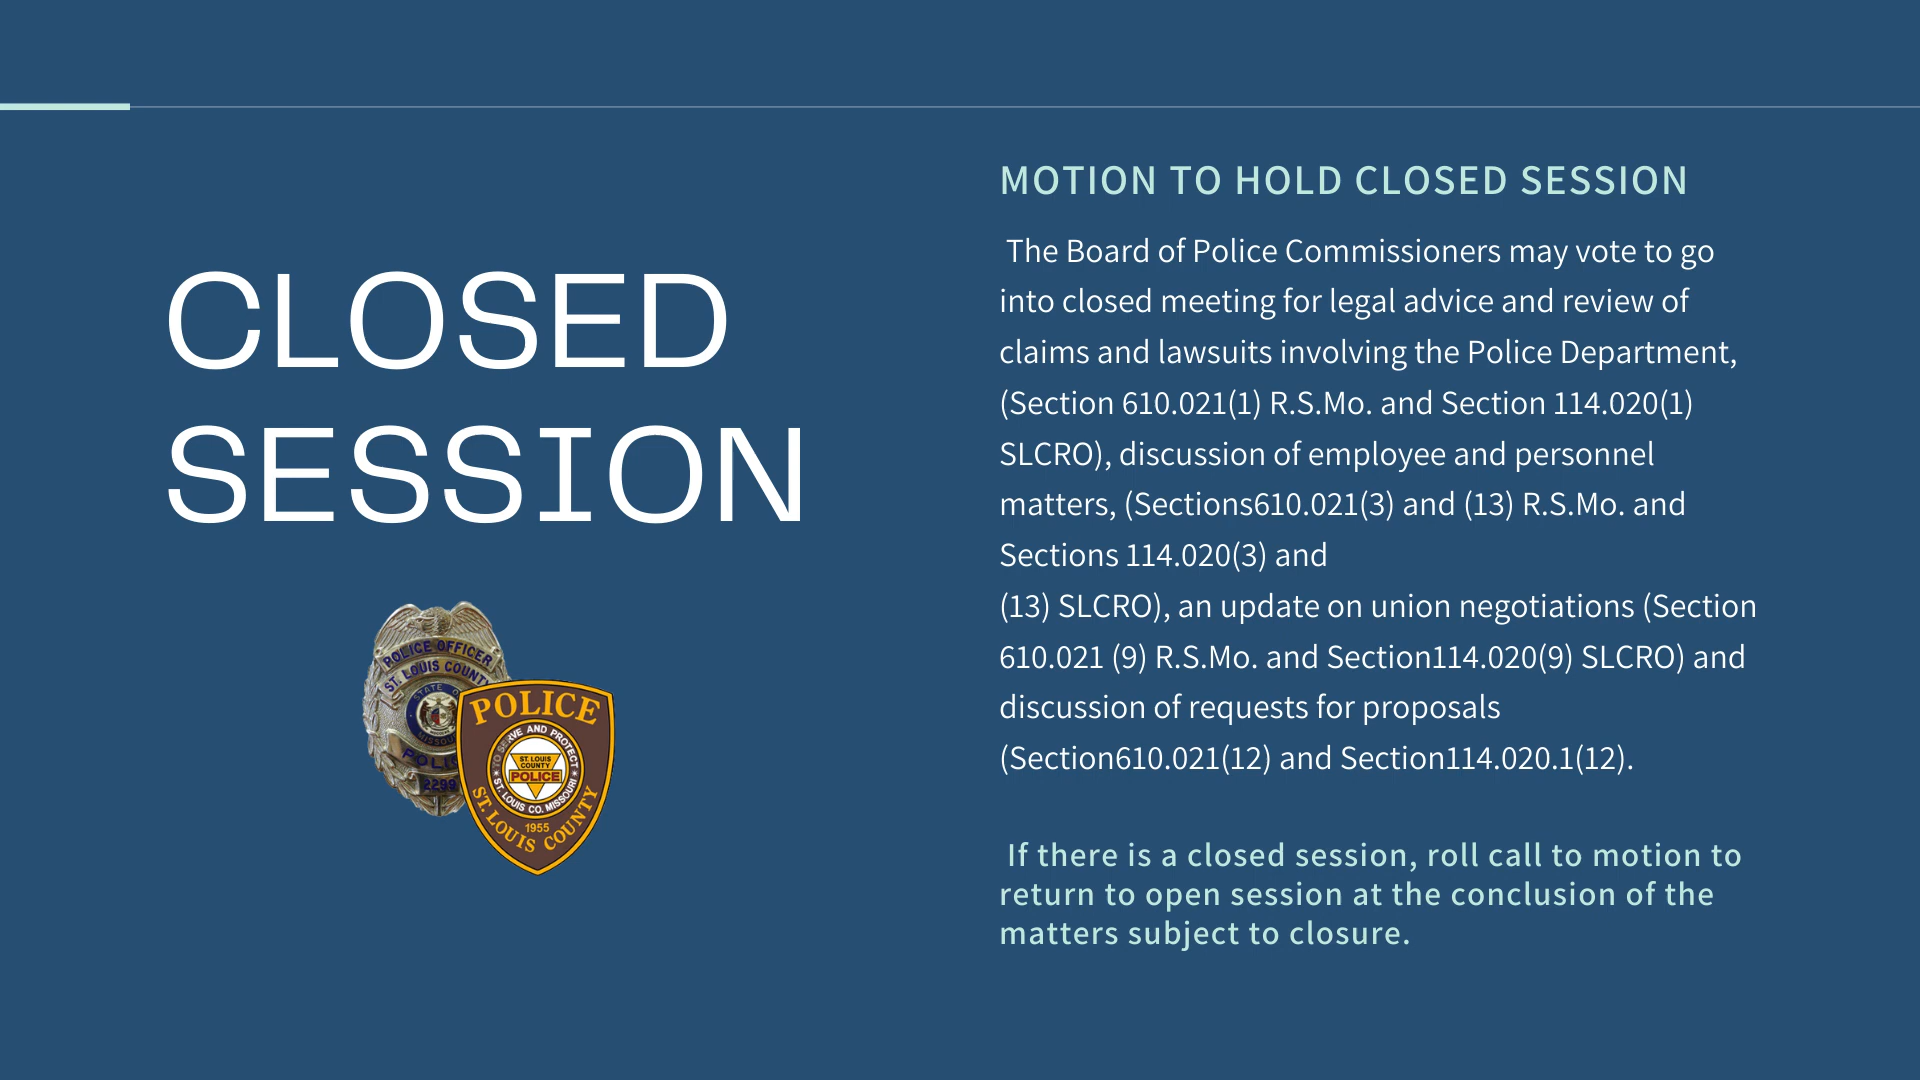 CLOSED
SESSION
POLICE OFFICER
ST. LOUIS COUNTY
STATE
2299
POLICE
TO SERVE AND PROTECT
ST. LOUIS
COUNTY
POLICE
ST. LOUIS CO. MISSOURI
1955
ST. LOUIS COUNTY
MOTION TO HOLD CLOSED SESSION
The Board of Police Commissioners may vote to go
into closed meeting for legal advice and review of
claims and lawsuits involving the Police Department,
(Section 610.021(1) R.S.Mo. and Section 114.020(1)
SLCRO), discussion of employee and personnel
matters, (Sections610.021(3) and (13) R.S.Mo. and
Sections 114.020(3) and
(13) SLCRO), an update on union negotiations (Section
610.021 (9) R.S.Mo. and Section114.020(9) SLCRO) and
discussion of requests for proposals
(Section610.021(12) and Section114.020.1(12).
If there is a closed session, roll call to motion to
return to open session at the conclusion of the
matters subject to closure.